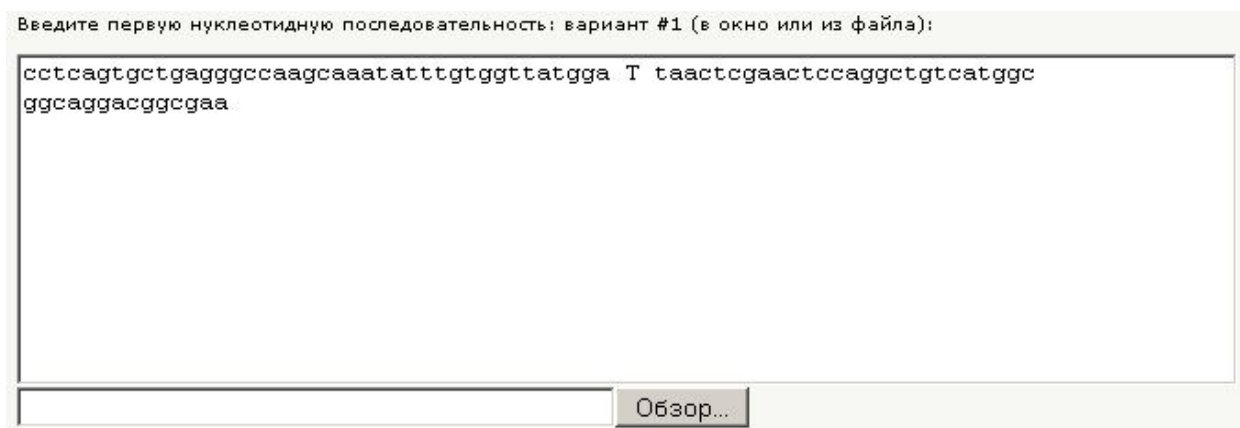 Введите первую нуклеотидную последовательность: вариант #1 (в окно или из файла):
cctcagtgctgagggccaagcaaatatttgtggttatgga T taactcgaactccaggctgtcatggc
ggcaggacggcgaa
Обзор...